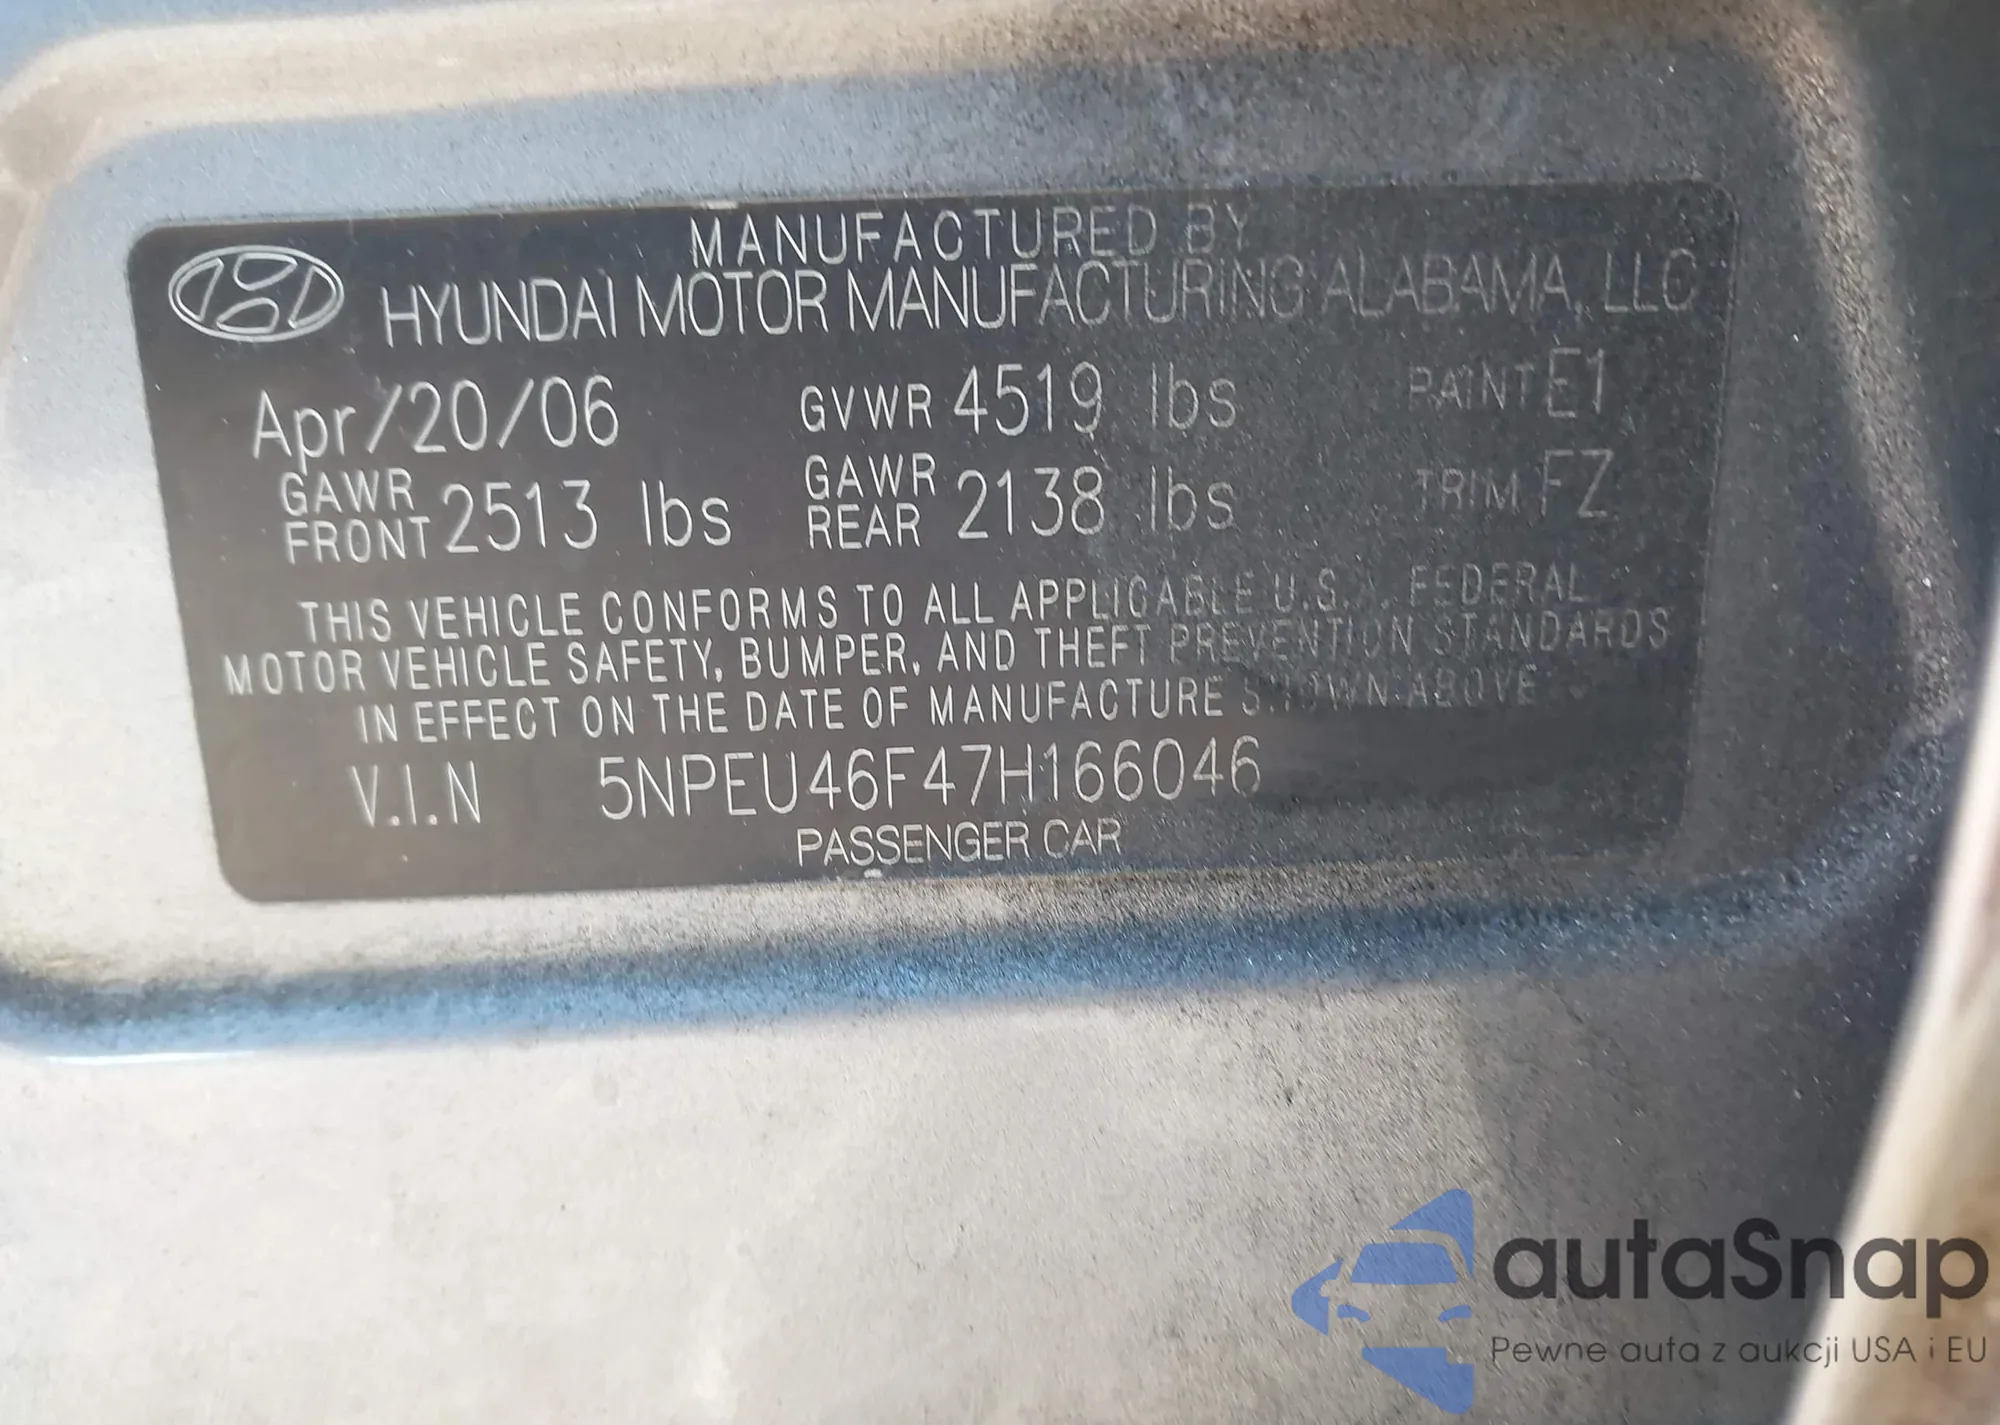 MANUFACTURED BY
HYUNDAI MOTOR MANUFACTURING ALABAMA, LLC
Apr/20/06 GVWR 4519 lbs PAINT E1
GAWR FRONT 2513 lbs GAWR REAR 2138 lbs TRIM FZ
THIS VEHICLE CONFORMS TO ALL APPLICABLE U.S.A. FEDERAL
MOTOR VEHICLE SAFETY, BUMPER, AND THEFT PREVENTION STANDARDS
IN EFFECT ON THE DATE OF MANUFACTURE SHOWN ABOVE
V.I.N 5NPEU46F47H166046
PASSENGER CAR
autaSnap
Pewne auta z aukcji USA i EU